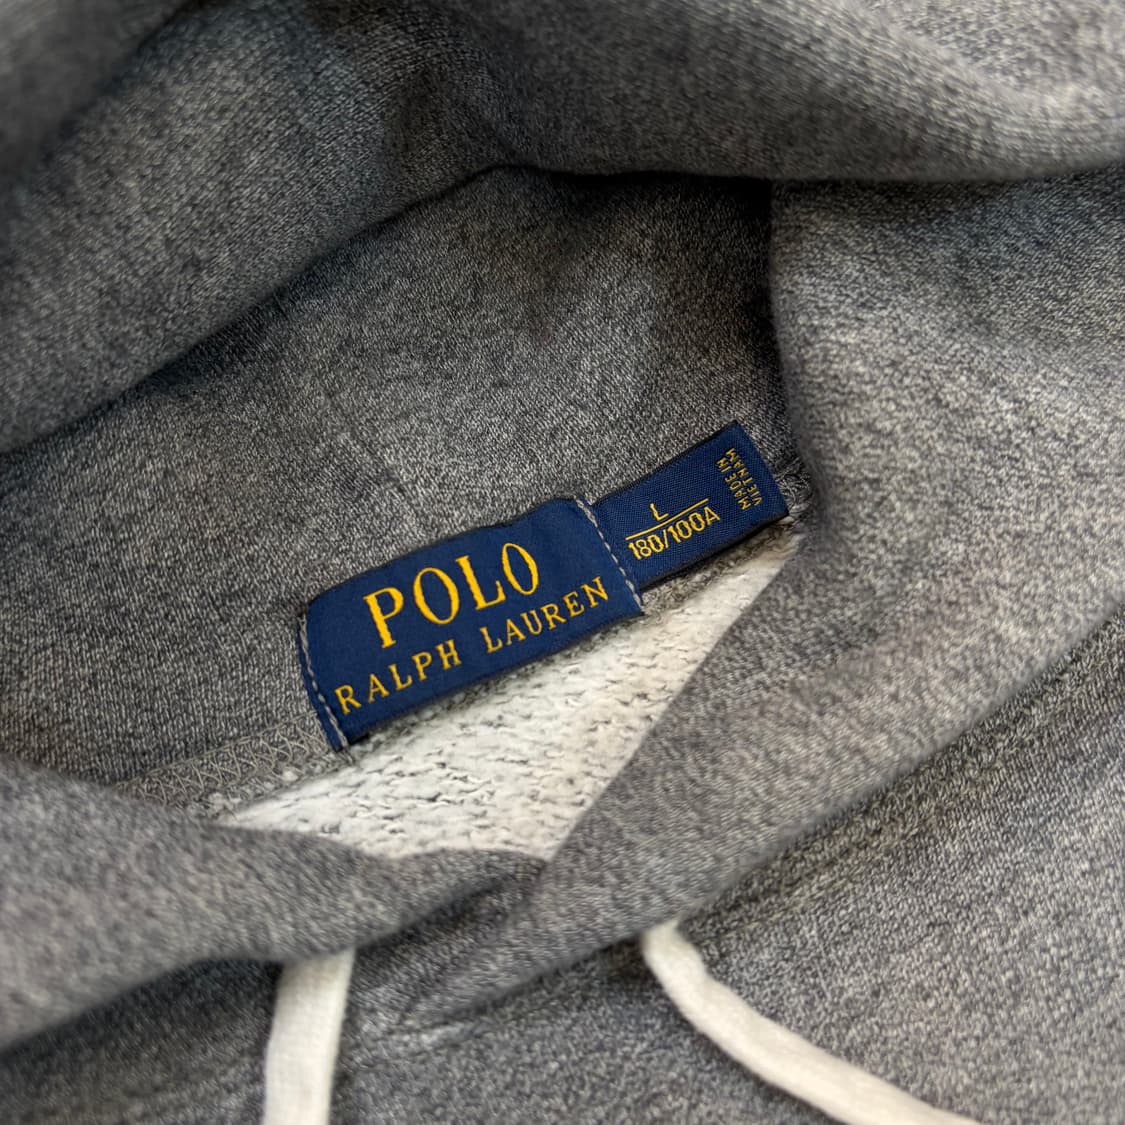 POLO
RALPH LAUREN
L
180/100A
MADE IN
VIETNAM